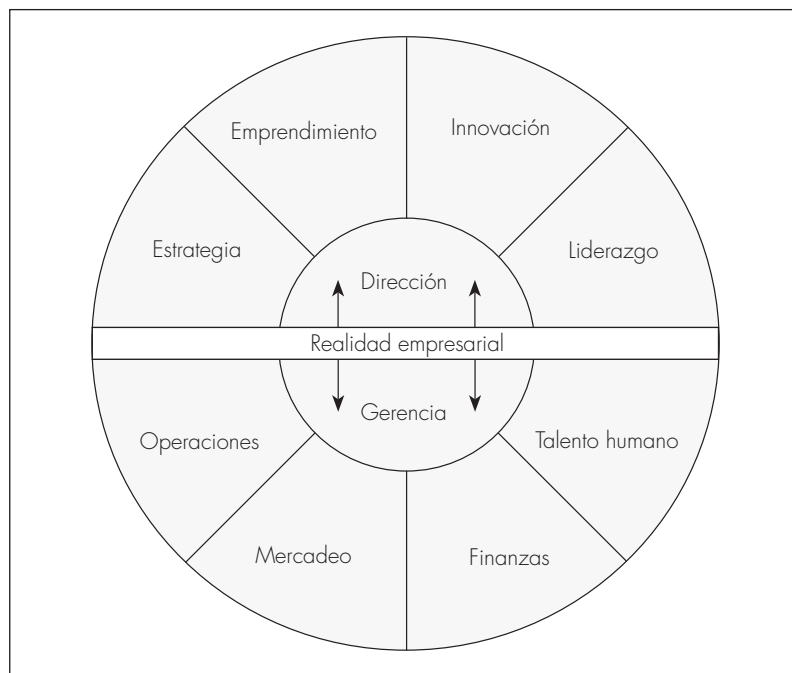 Emprendimiento
Innovación
Estrategia
Liderazgo
Dirección
Realidad empresarial
Gerencia
Operaciones
Talento humano
Mercadeo
Finanzas